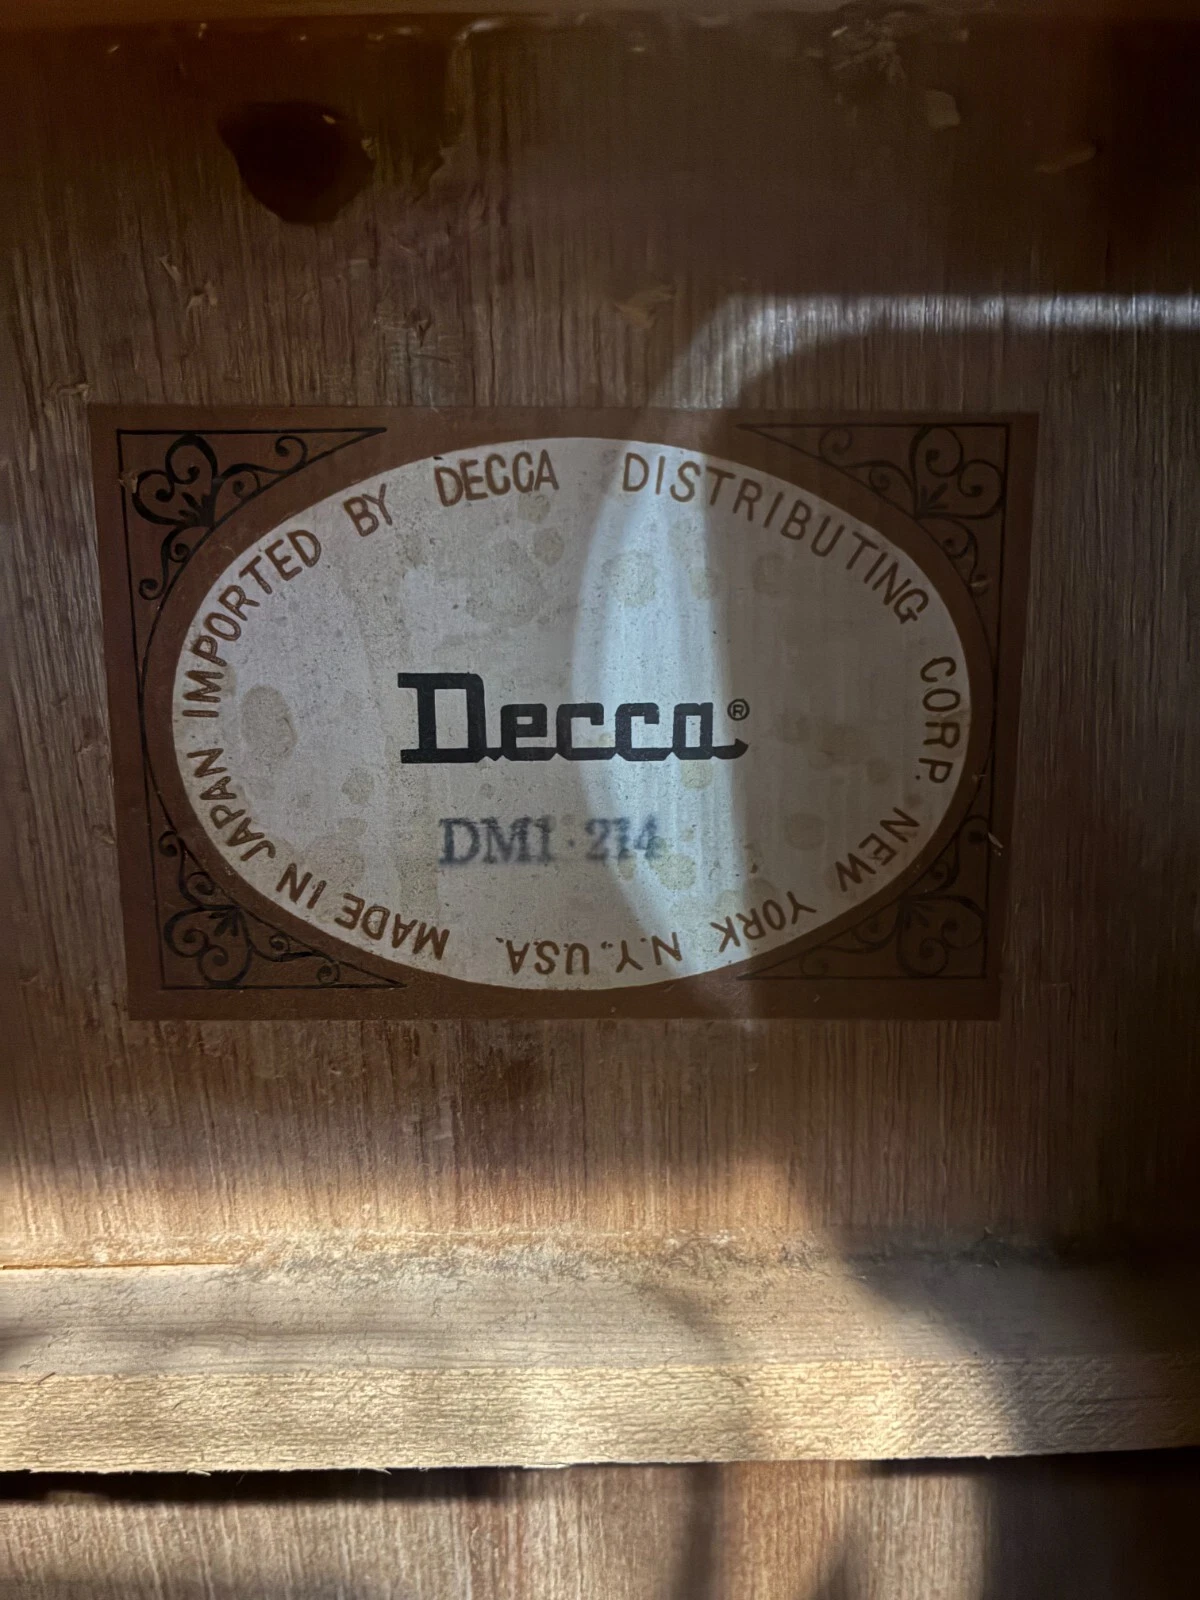 IMPORTED BY DECCA DISTRIBUTING CORP. NEW YORK N.Y., U.S.A. MADE IN JAPAN
Decca®
DM1 · 214